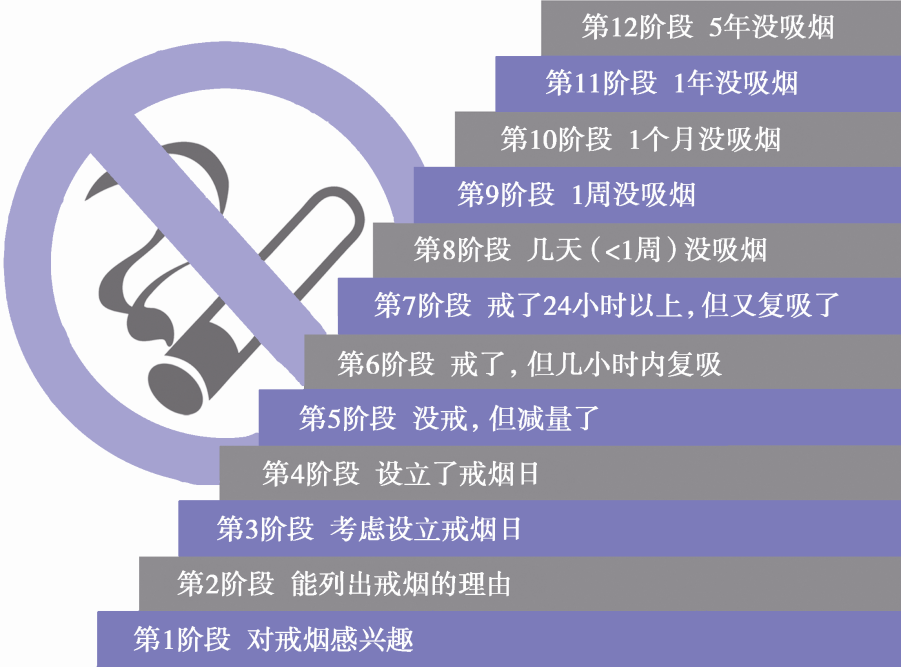 第12阶段 5年没吸烟
第11阶段 1年没吸烟
第10阶段 1个月没吸烟
第9阶段 1周没吸烟
第8阶段 几天（<1周）没吸烟
第7阶段 戒了24小时以上，但又复吸了
第6阶段 戒了，但几小时内复吸
第5阶段 没戒，但减量了
第4阶段 设立了戒烟日
第3阶段 考虑设立戒烟日
第2阶段 能列出戒烟的理由
第1阶段 对戒烟感兴趣